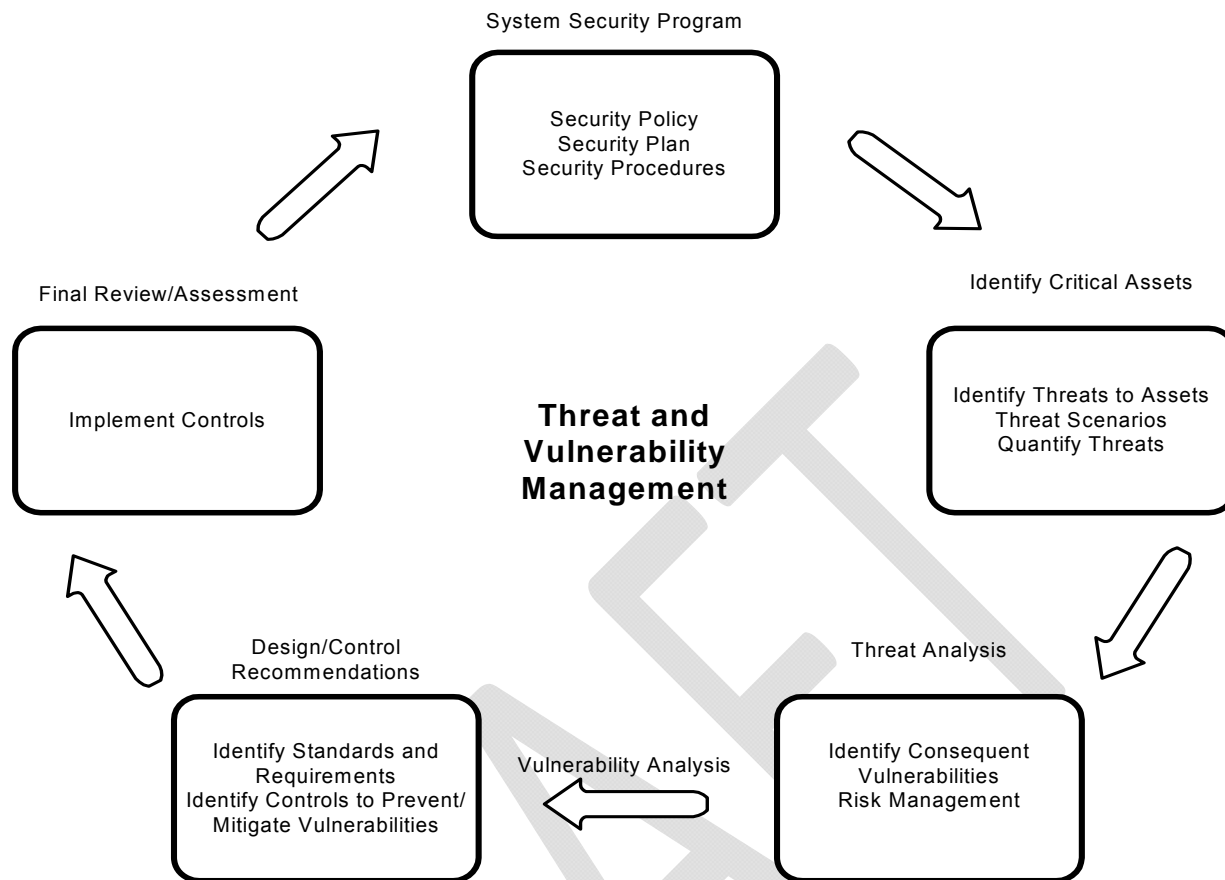 System Security Program
Security Policy
Security Plan
Security Procedures
Identify Critical Assets
Identify Threats to Assets
Threat Scenarios
Quantify Threats
Threat Analysis
Identify Consequent
Vulnerabilities
Risk Management
Vulnerability Analysis
Design/Control
Recommendations
Identify Standards and
Requirements
Identify Controls to Prevent/
Mitigate Vulnerabilities
Final Review/Assessment
Implement Controls
Threat and
Vulnerability
Management
AFT